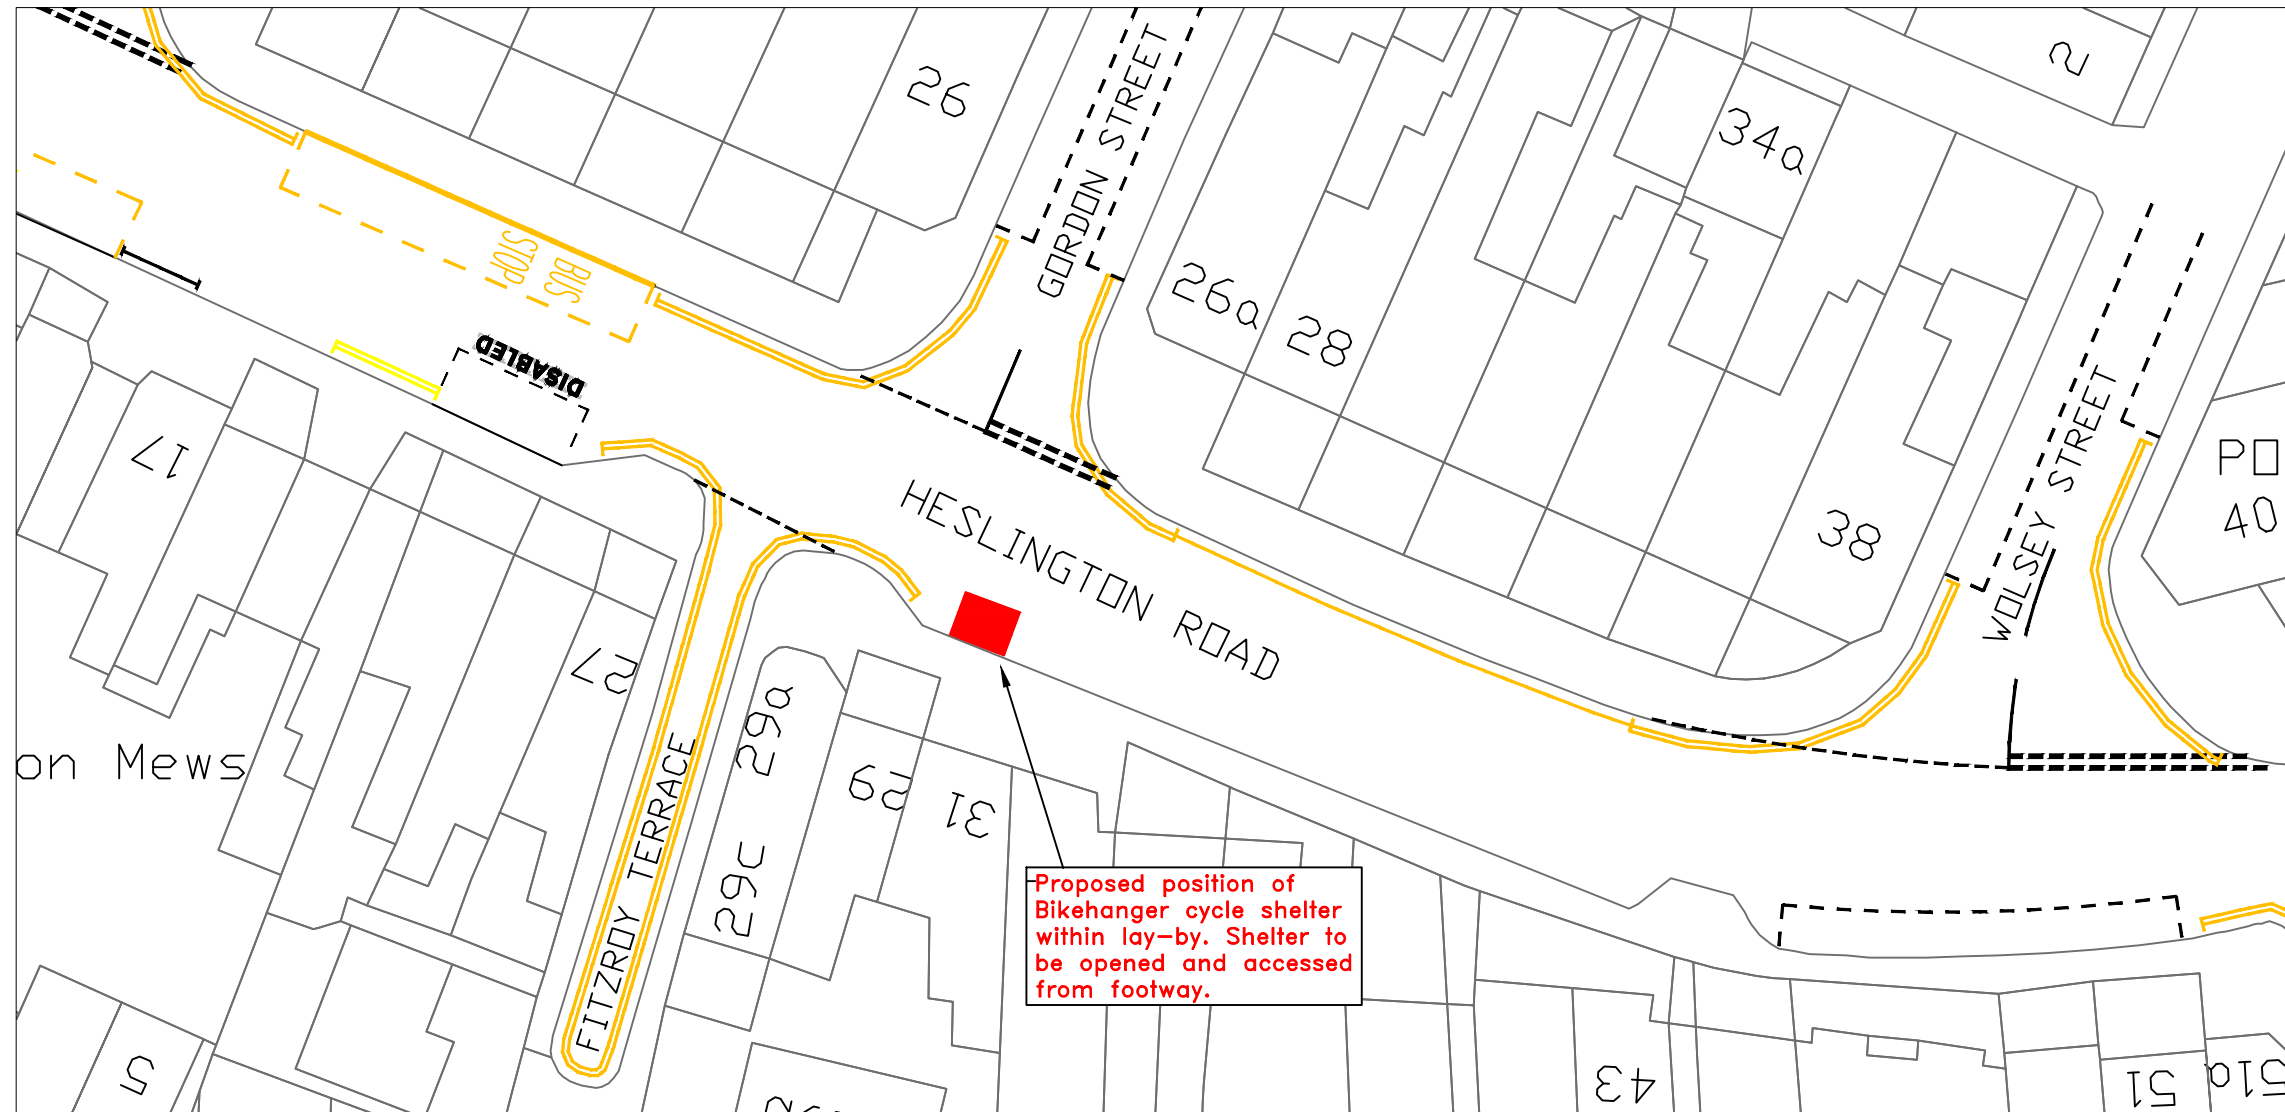 26
GORDON STREET
2
34a
BUS
STOP
DISABLED
26a
28
17
HESLINGTON ROAD
38
WOLSEY STREET
PO
40
27
29a
29
31
on Mews
29c
FITZROY TERRACE
Proposed position of
Bikehanger cycle shelter
within lay-by. Shelter to
be opened and accessed
from footway.
5
43
51
51a